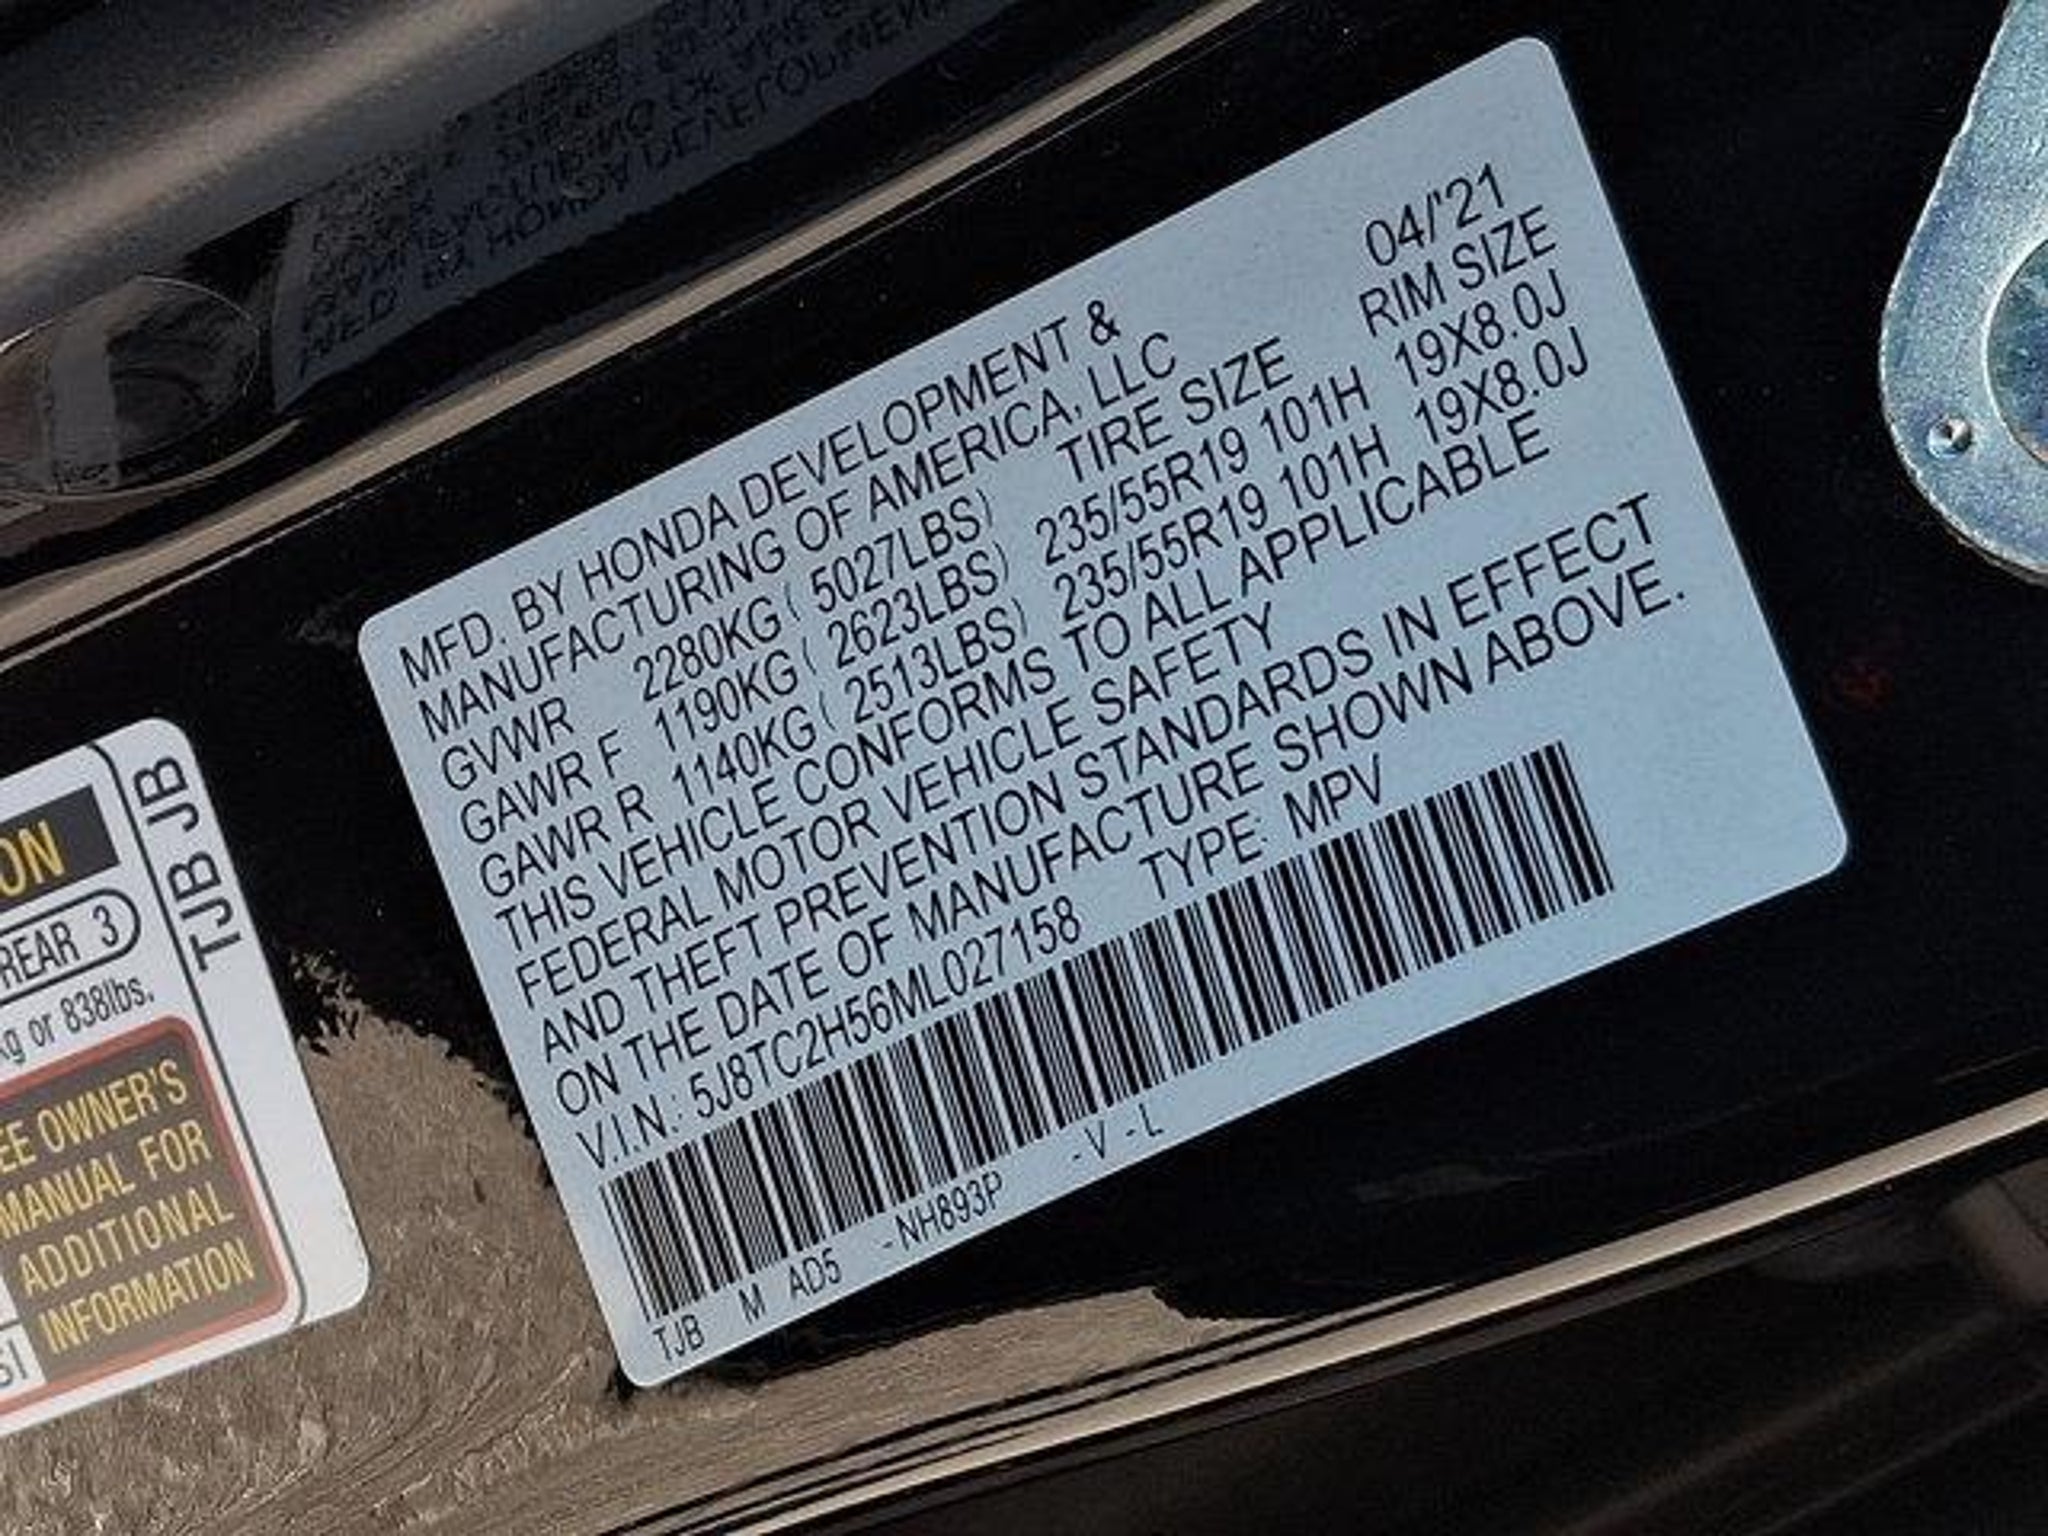 04/'21
MFD. BY HONDA DEVELOPMENT &
MANUFACTURING OF AMERICA, LLC
GVWR 2280KG( 5027LBS) TIRE SIZE RIM SIZE
GAWR F 1190KG( 2623LBS) 235/55R19 101H 19X8.0J
GAWR R 1140KG( 2513LBS) 235/55R19 101H 19X8.0J
THIS VEHICLE CONFORMS TO ALL APPLICABLE
FEDERAL MOTOR VEHICLE SAFETY
AND THEFT PREVENTION STANDARDS IN EFFECT
ON THE DATE OF MANUFACTURE SHOWN ABOVE.
V.I.N.: 5J8TC2H56ML027158 TYPE: MPV
TJB M AD5 -NH893P -V-L
TJB JB
REAR 3
kg or 838lbs.
OWNER'S
MANUAL FOR
ADDITIONAL
INFORMATION